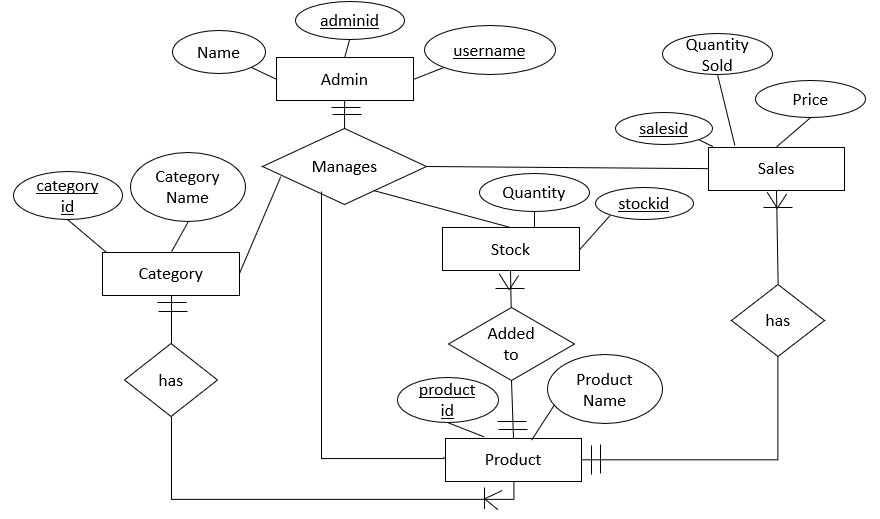 adminid
Name
username
Admin
Quantity
Sold
Price
salesid
Manages
Sales
category
id
Category
Name
Quantity
stockid
Stock
Category
Added
to
has
has
product
id
Product
Name
Product